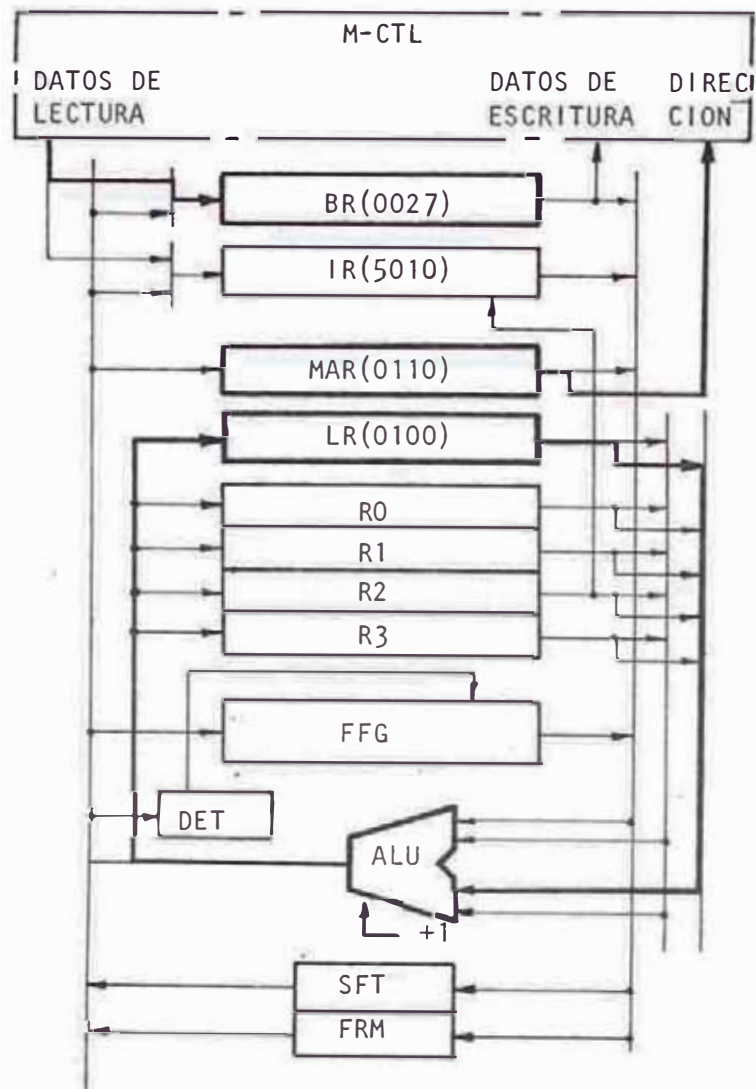 M-CTL
DATOS DE
LECTURA
DATOS DE
ESCRITURA
DIREC
CION
BR(0027)
IR(5010)
MAR(0110)
LR(0100)
R0
R1
R2
R3
FFG
DET
ALU
+1
SFT
FRM